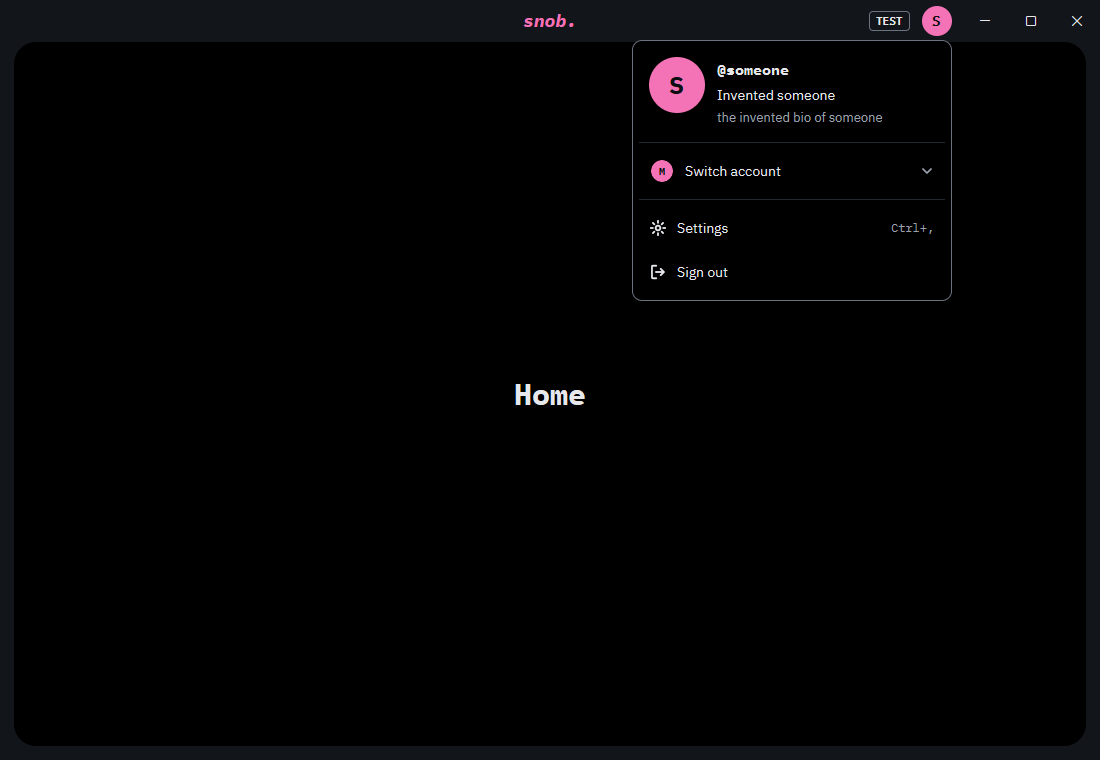 snob.
TEST
S
S
@someone
Invented someone
the invented bio of someone
M
Switch account
Settings
Ctrl+,
Sign out
Home